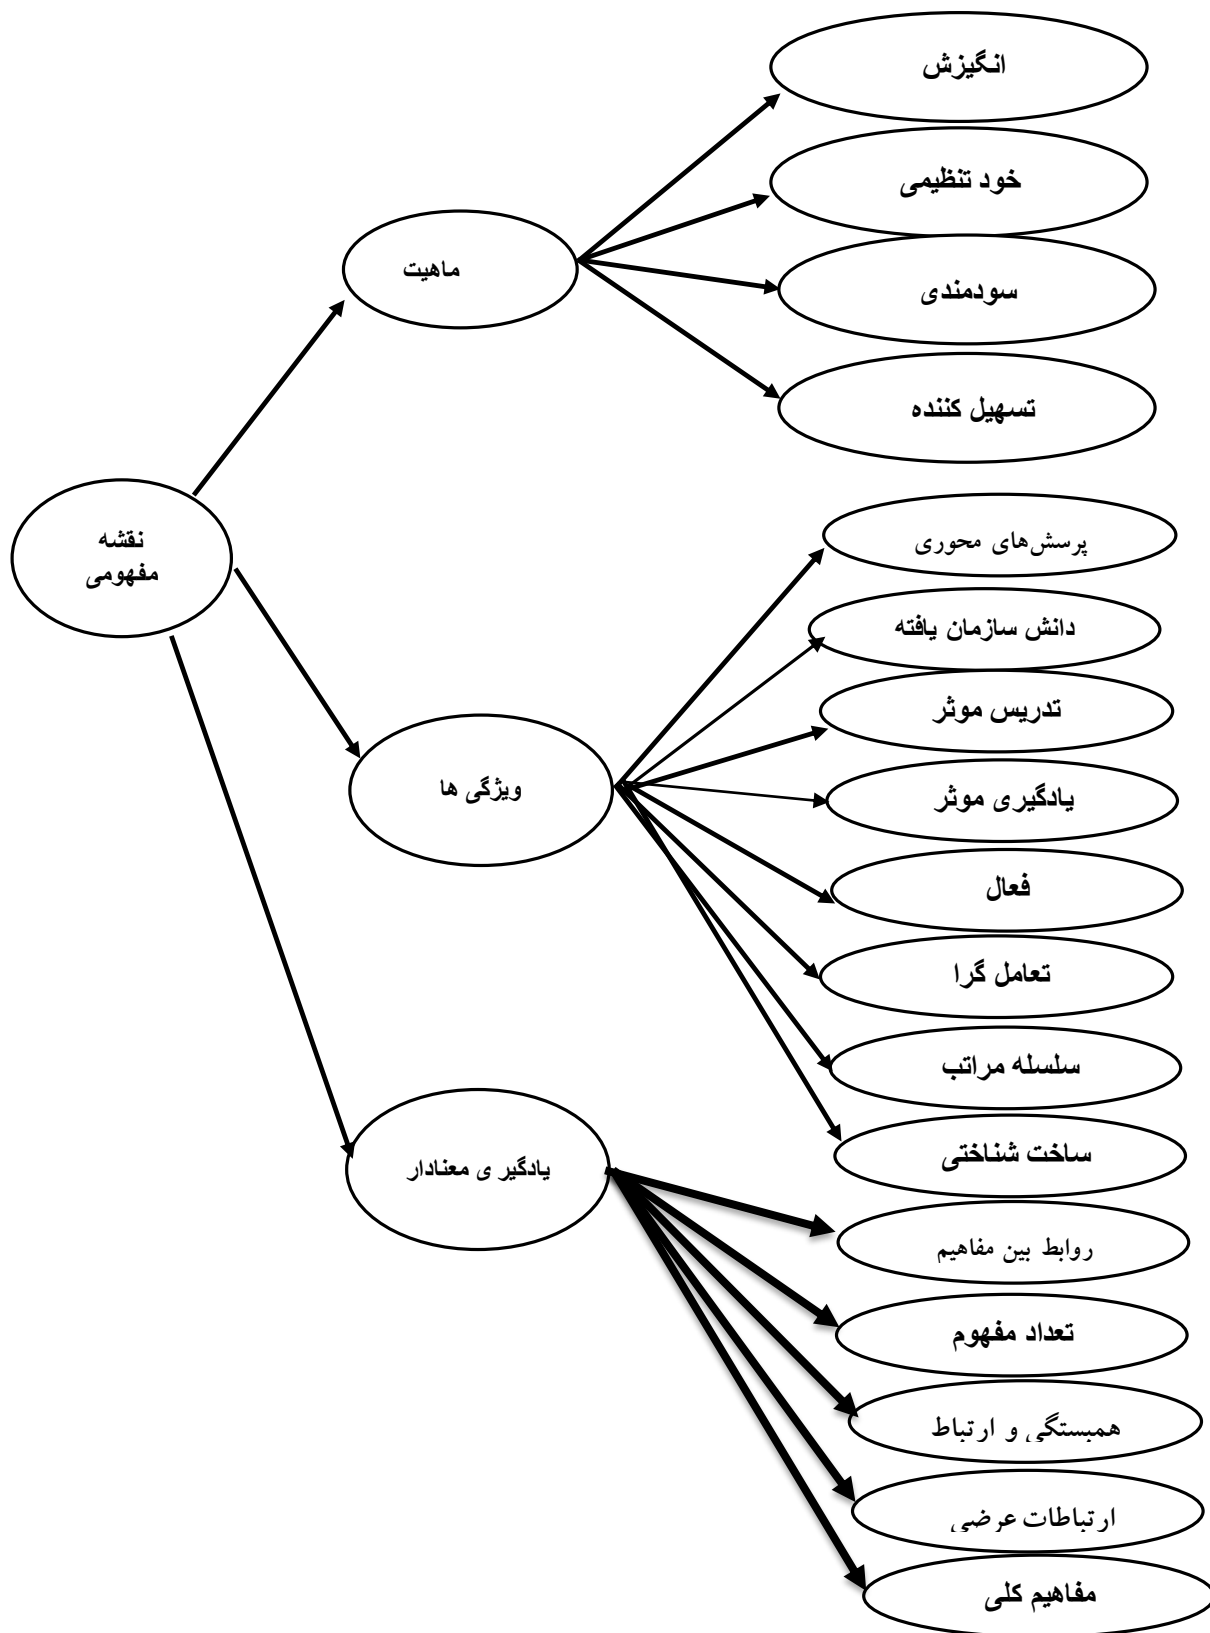 انگیزش
خود تنظیمی
ماهیت
سودمندی
تسهیل کننده
نقشه
مفهومی
پرسش‌های محوری
دانش سازمان یافته
تدریس موثر
ویژگی ها
یادگیری موثر
فعال
تعامل گرا
سلسله مراتب
ساخت شناختی
یادگیر ی معنادار
روابط بین مفاهیم
تعداد مفهوم
همبستگی و ارتباط
ارتباطات عرضی
مفاهیم کلی